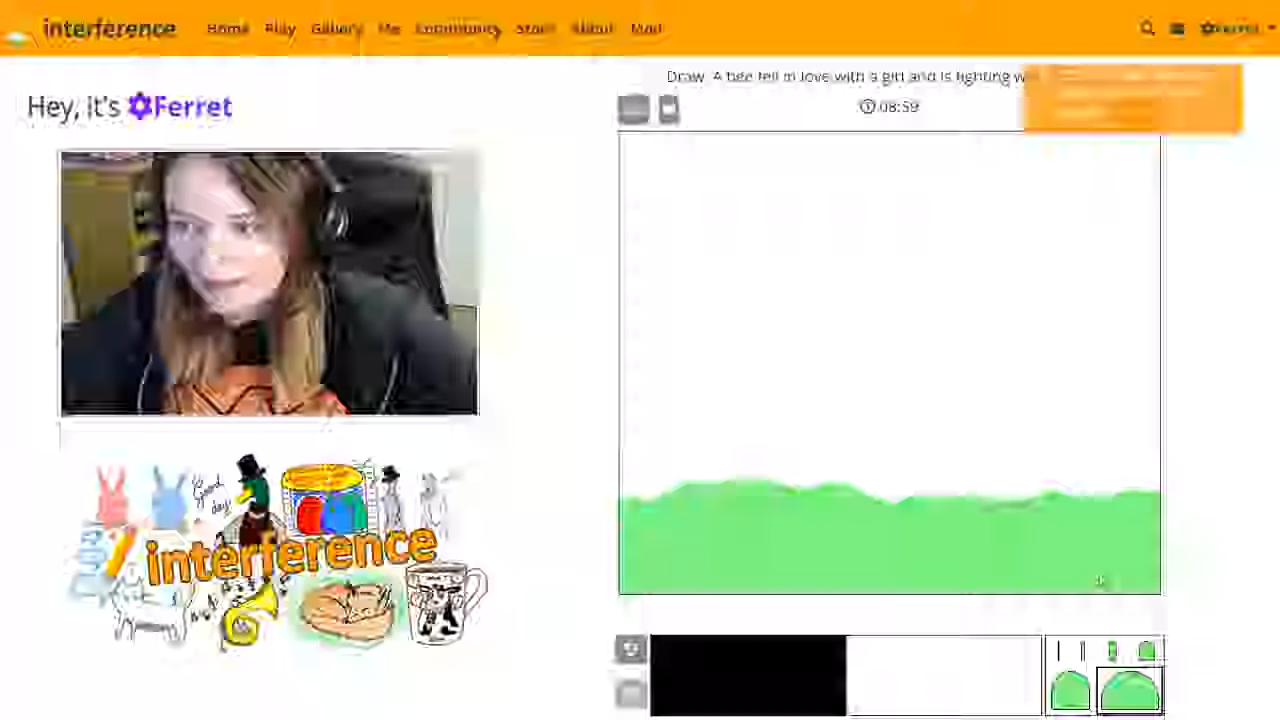 interference Home Play Gallery Me Community Store About Mod Ferret
Draw: A bee fell in love with a girl and is fighting w
Hey, it's Ferret
08:59
Good
day
interference